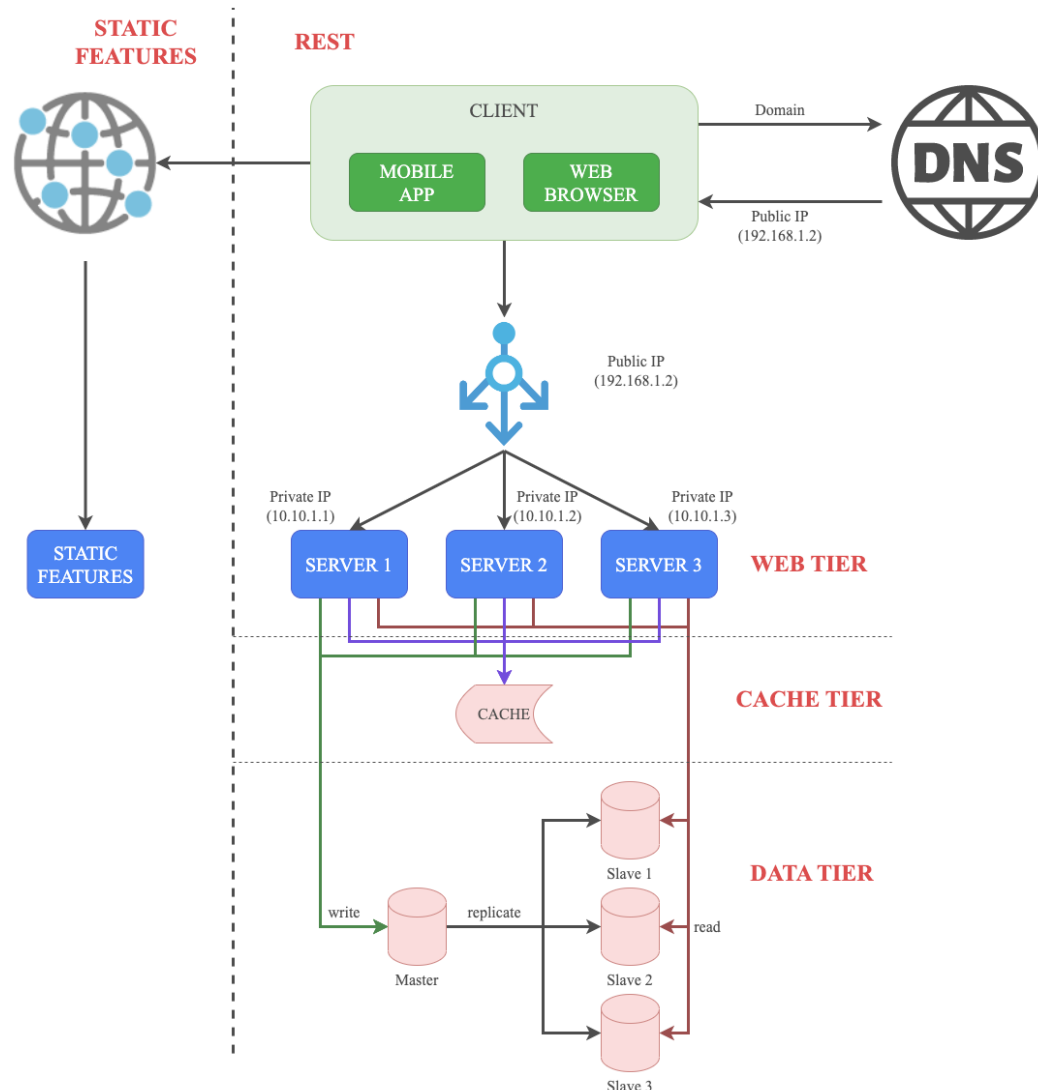 STATIC
FEATURES
REST
CLIENT
MOBILE
APP
WEB
BROWSER
Domain
DNS
Public IP
(192.168.1.2)
Public IP
(192.168.1.2)
Private IP
(10.10.1.1)
Private IP
(10.10.1.2)
Private IP
(10.10.1.3)
STATIC
FEATURES
SERVER 1
SERVER 2
SERVER 3
WEB TIER
CACHE
CACHE TIER
Slave 1
DATA TIER
write
replicate
read
Master
Slave 2
Slave 3